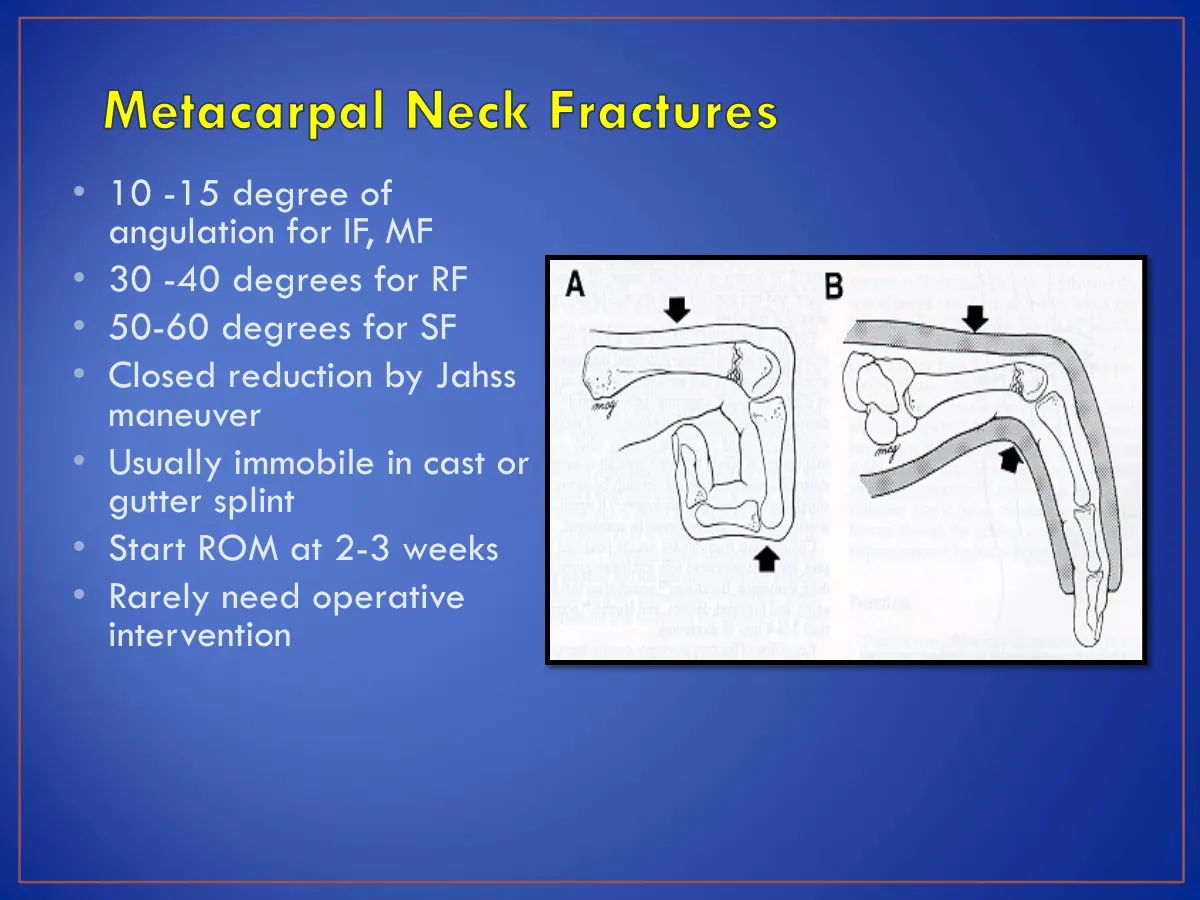 Metacarpal Neck Fractures
• 10 -15 degree of
angulation for IF, MF
• 30 -40 degrees for RF
• 50-60 degrees for SF
• Closed reduction by Jahss
maneuver
• Usually immobile in cast or
gutter splint
• Start ROM at 2-3 weeks
• Rarely need operative
intervention
A
B
mcg
mcg